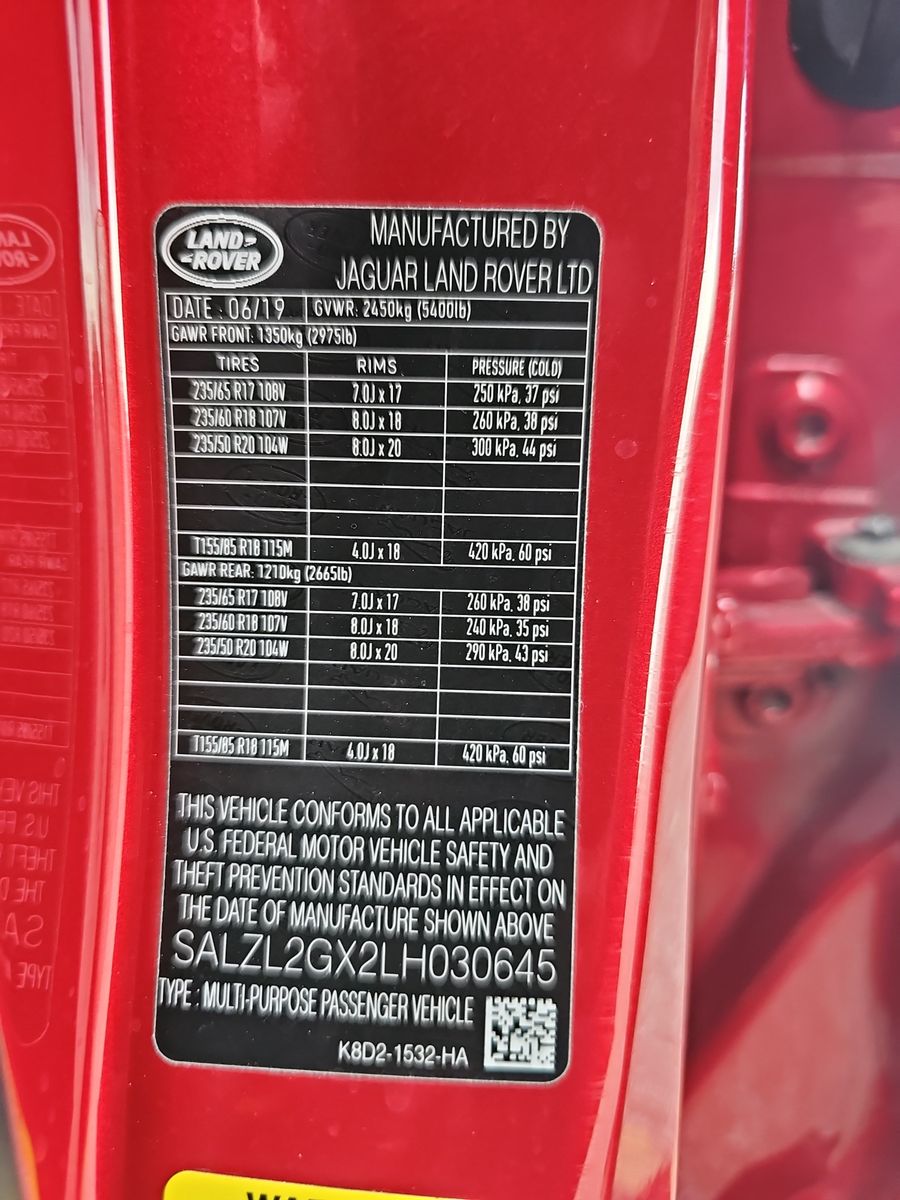 LAND ROVER
MANUFACTURED BY
JAGUAR LAND ROVER LTD
DATE : 06/19 GVWR: 2450kg (5400lb)
GAWR FRONT: 1350kg (2975lb)
TIRES RIMS PRESSURE (COLD)
235/65 R17 108V 7.0J x 17 250 kPa, 37 psi
235/60 R18 107V 8.0J x 18 260 kPa, 38 psi
235/50 R20 104W 8.0J x 20 300 kPa, 44 psi
T155/85 R18 115M 4.0J x 18 420 kPa, 60 psi
GAWR REAR: 1210kg (2665lb)
235/65 R17 108V 7.0J x 17 260 kPa, 38 psi
235/60 R18 107V 8.0J x 18 240 kPa, 35 psi
235/50 R20 104W 8.0J x 20 290 kPa, 43 psi
T155/85 R18 115M 4.0J x 18 420 kPa, 60 psi
THIS VEHICLE CONFORMS TO ALL APPLICABLE
U.S. FEDERAL MOTOR VEHICLE SAFETY AND
THEFT PREVENTION STANDARDS IN EFFECT ON
THE DATE OF MANUFACTURE SHOWN ABOVE
SALZL2GX2LH030645
TYPE : MULTI-PURPOSE PASSENGER VEHICLE
K8D2-1532-HA